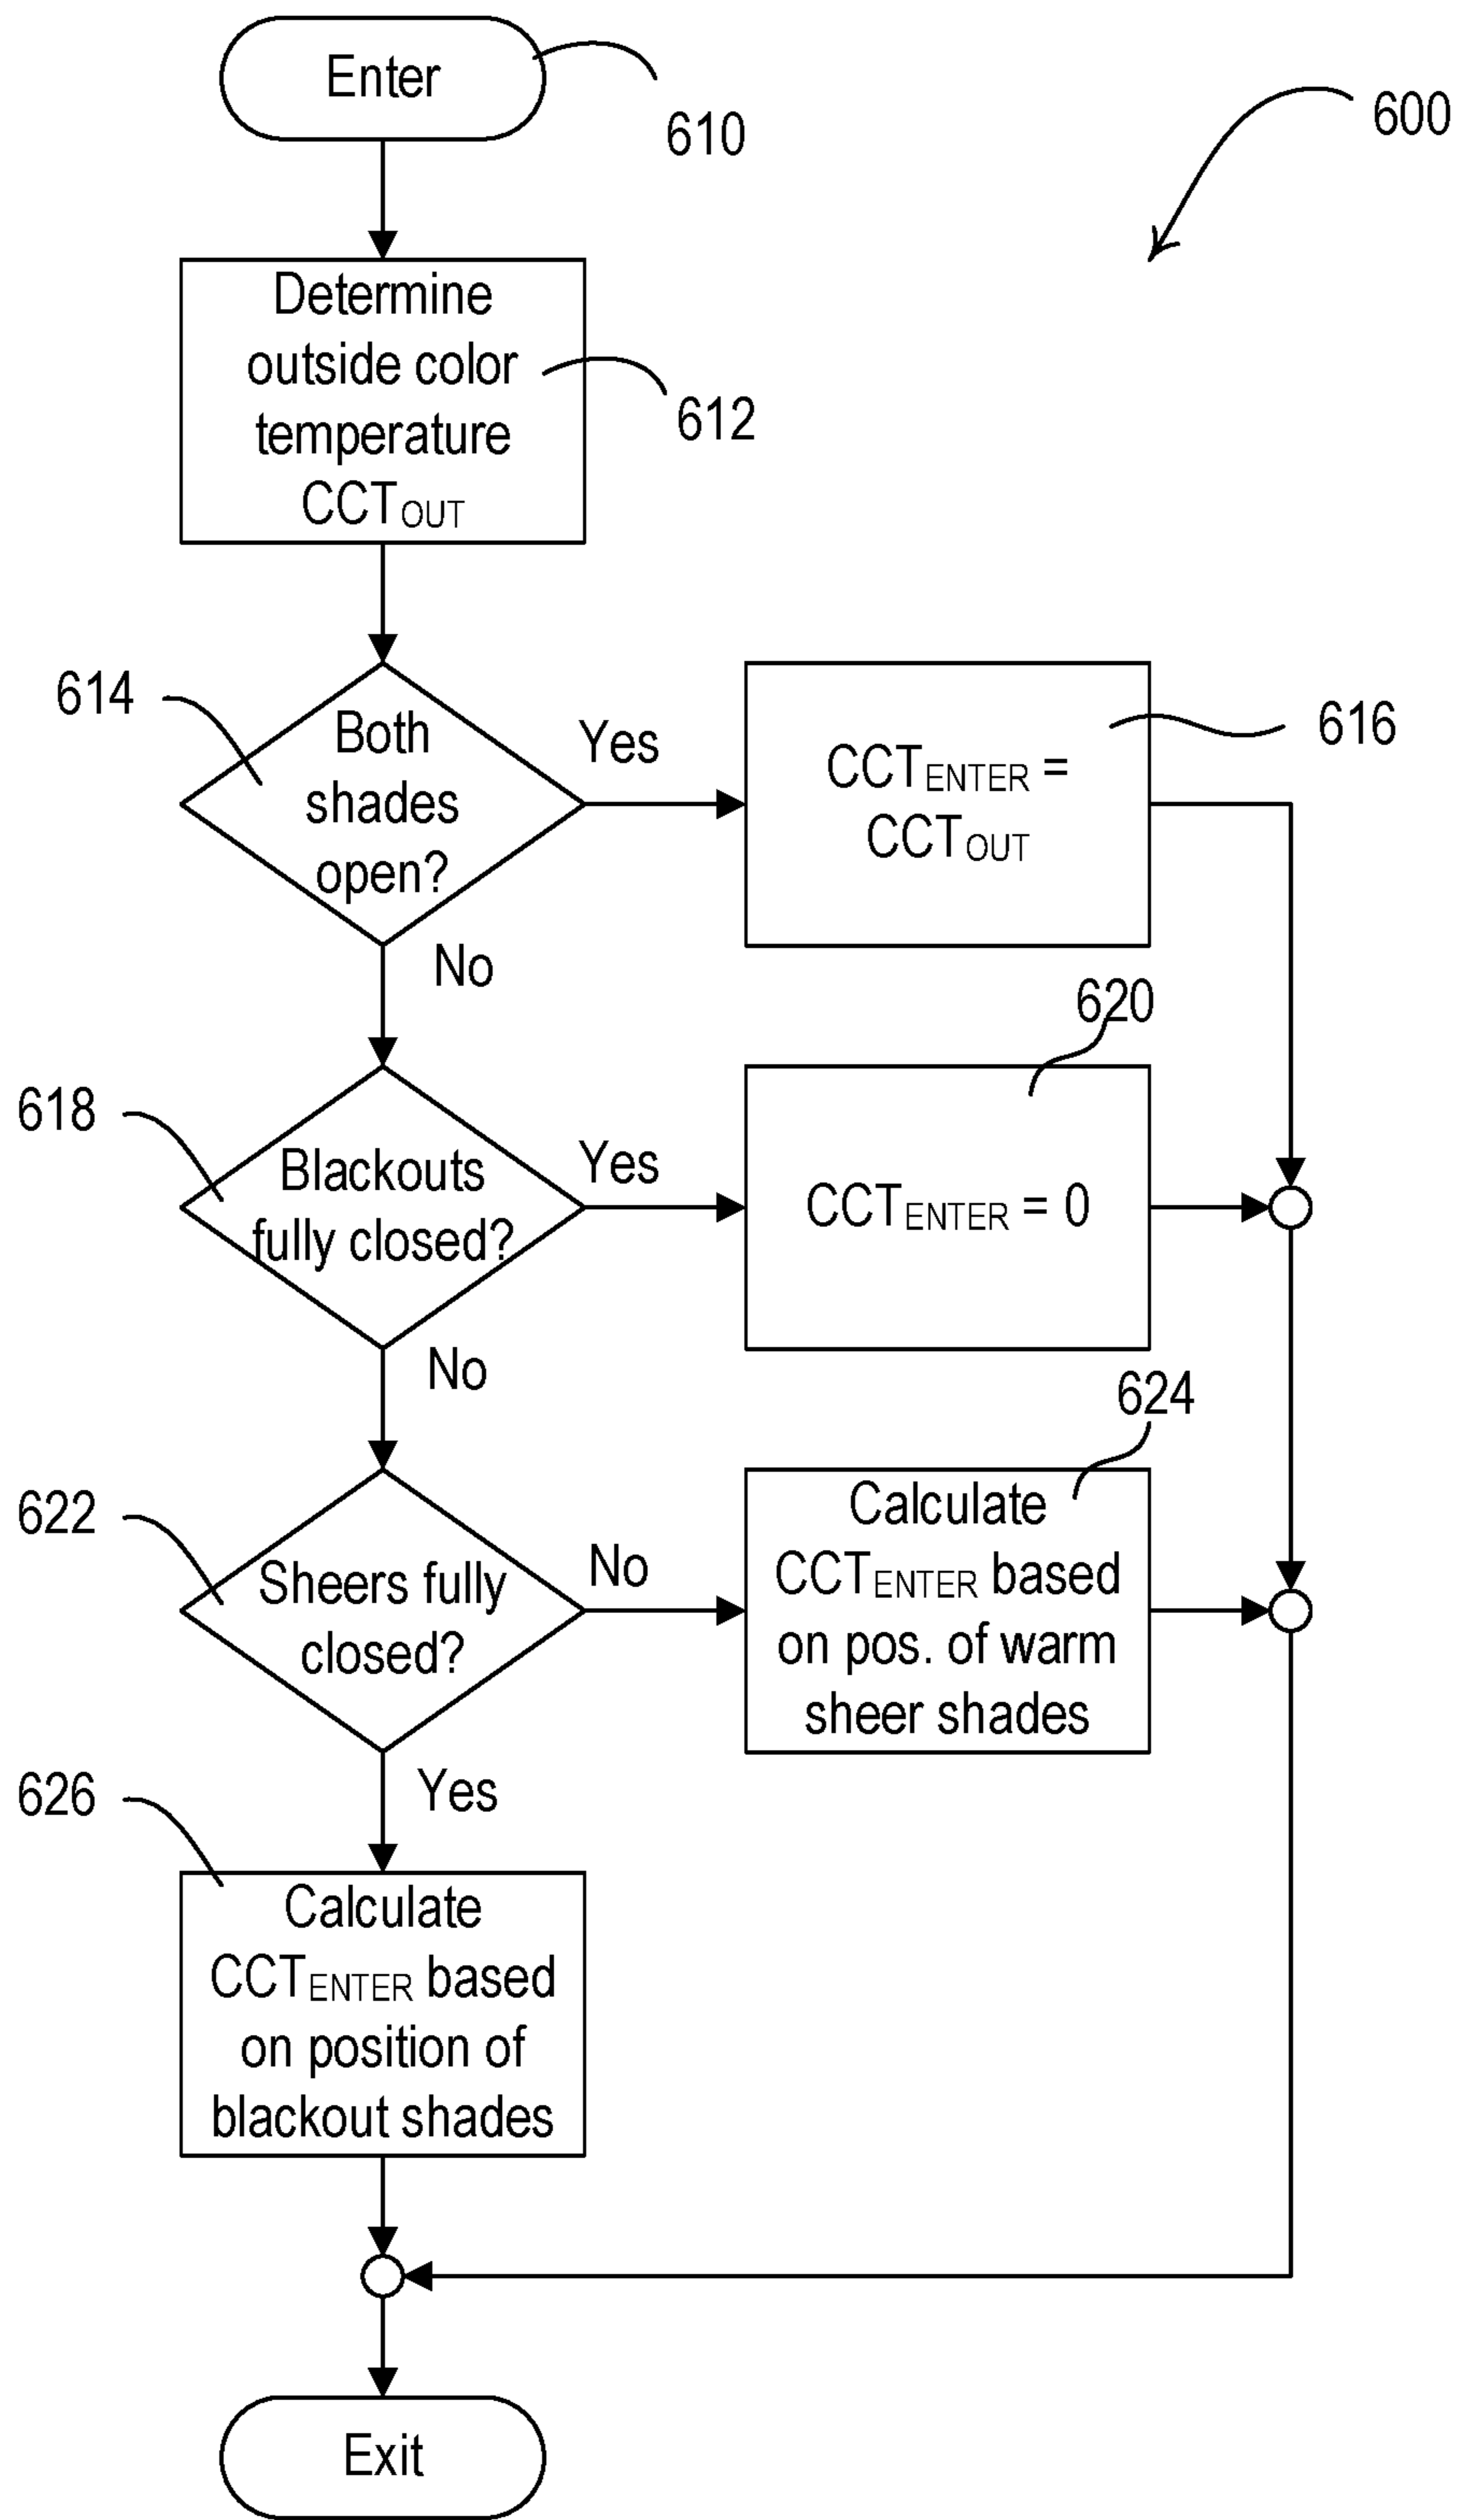 Enter
610
600
Determine
outside color
temperature
CCTOUT
612
614
Both
shades
open?
Yes
CCTENTER =
CCTOUT
616
No
620
618
Blackouts
fully closed?
Yes
CCTENTER = 0
No
624
622
Sheers fully
closed?
No
Calculate
CCTENTER based
on pos. of warm
sheer shades
Yes
626
Calculate
CCTENTER based
on position of
blackout shades
Exit